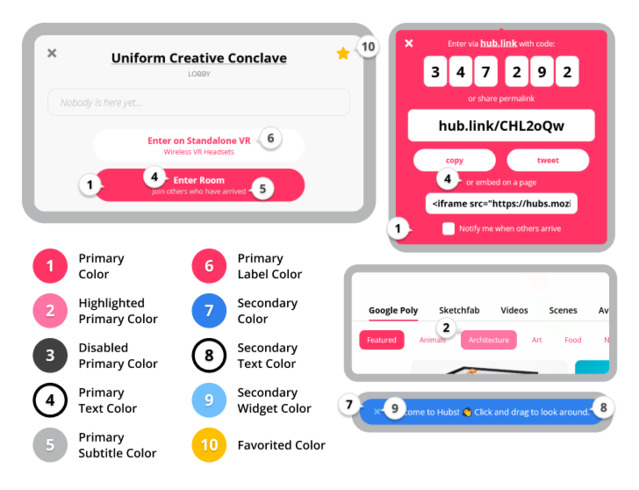 Uniform Creative Conclave
10
LOBBY
Nobody is here yet...
Enter on Standalone VR
6
Wireless VR Headsets
4
Enter Room
1
Join others who have arrived
5
Enter via hub.link with code:
3 4 7 2 9 2
or share permalink
hub.link/CHL2oQw
copy
tweet
4
or embed on a page
<iframe src="https://hubs.mozi
1
Notify me when others arrive
1
Primary
Color
2
Highlighted
Primary Color
3
Disabled
Primary Color
4
Primary
Text Color
5
Primary
Subtitle Color
6
Primary
Label Color
7
Secondary
Color
8
Secondary
Text Color
9
Secondary
Widget Color
10
Favorited Color
Google Poly Sketchfab Videos Scenes Av
2
Featured Animals Architecture Art Food N
7
9
come to Hubs! 👏 Click and drag to look around.
8